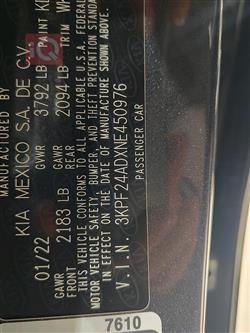 MANUFACTURED
KIA MEXICO S.A. DE C.V.
01/22 GVWR 3792 LB PAINT
GAWR FRONT 2183 LB GAWR REAR 2094 LB TRIM
THIS VEHICLE CONFORMS TO ALL APPLICABLE U.S.A. FEDERAL
MOTOR VEHICLE SAFETY, BUMPER, AND THEFT PREVENTION STANDARDS
IN EFFECT ON THE DATE OF MANUFACTURE SHOWN ABOVE.
V.I.N. 3KPF24ADXNE450976
PASSENGER CAR
7610